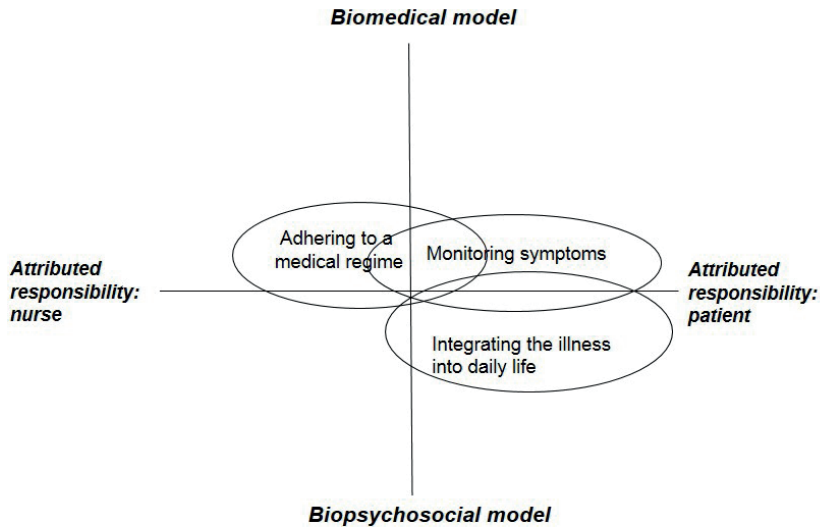 Biomedical model
Adhering to a
medical regime
Monitoring symptoms
Attributed
responsibility:
nurse
Attributed
responsibility:
patient
Integrating the illness
into daily life
Biopsychosocial model